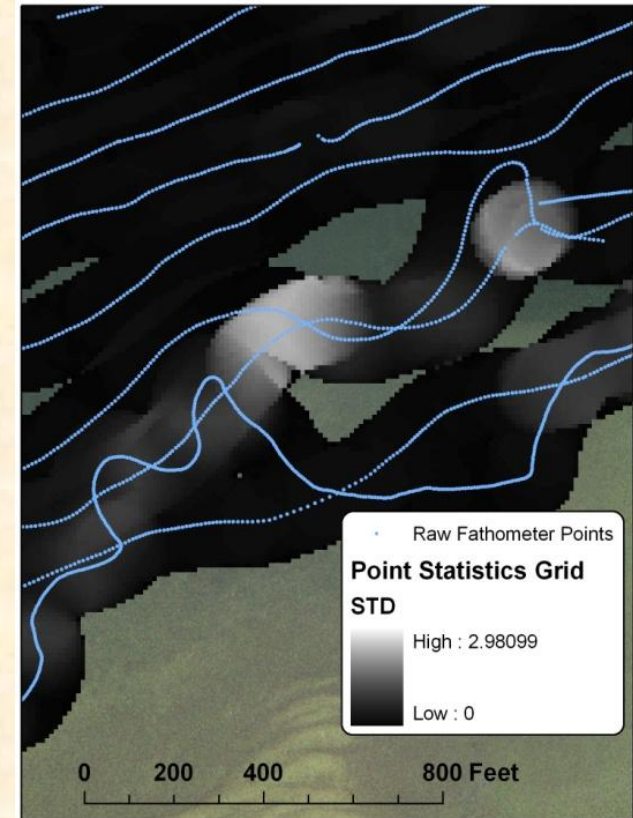 Raw Fathometer Points
Point Statistics Grid
STD
High : 2.98099
Low : 0
0 200 400 800 Feet